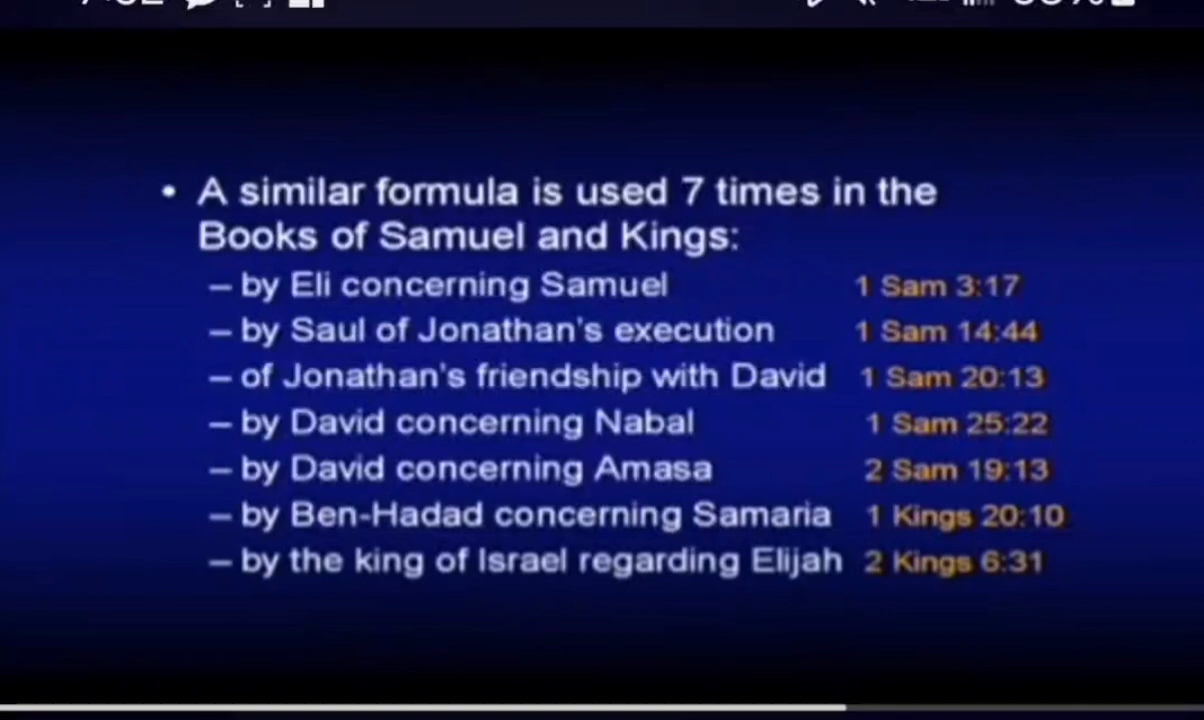 • A similar formula is used 7 times in the
Books of Samuel and Kings:
– by Eli concerning Samuel 1 Sam 3:17
– by Saul of Jonathan's execution 1 Sam 14:44
– of Jonathan's friendship with David 1 Sam 20:13
– by David concerning Nabal 1 Sam 25:22
– by David concerning Amasa 2 Sam 19:13
– by Ben-Hadad concerning Samaria 1 Kings 20:10
– by the king of Israel regarding Elijah 2 Kings 6:31